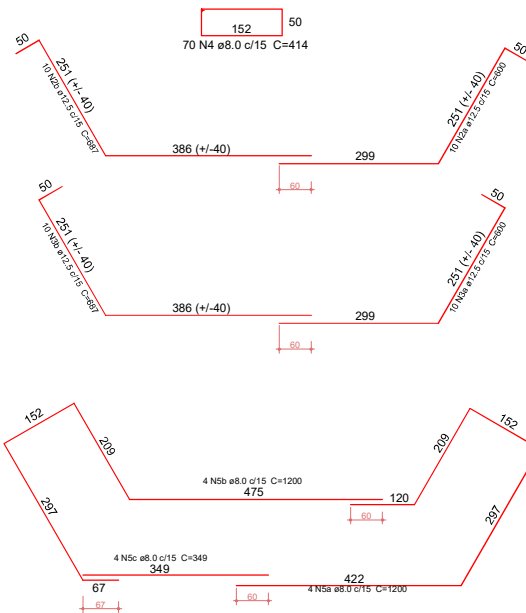 152
50
70 N4 ø8.0 c/15 C=414
50
251 (+/- 40)
10 N2b ø12.5 c/15 C=687
386 (+/-40)
60
299
50
251 (+/- 40)
10 N2a ø12.5 c/15 C=600
50
251 (+/- 40)
10 N3b ø12.5 c/15 C=687
386 (+/-40)
60
299
50
251 (+/- 40)
10 N3a ø12.5 c/15 C=600
152
209
297
4 N5b ø8.0 c/15 C=1200
475
60
120
209
152
297
4 N5c ø8.0 c/15 C=349
349
67
67
60
422
4 N5a ø8.0 c/15 C=1200